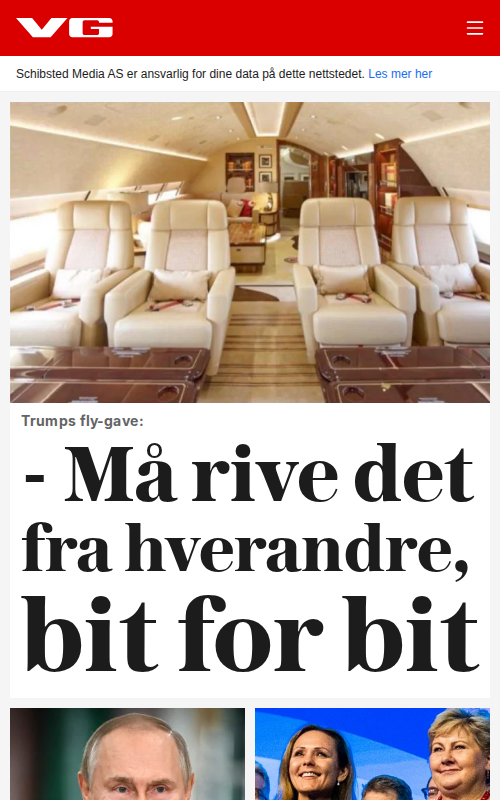 VG
Schibsted Media AS er ansvarlig for dine data på dette nettstedet. Les mer her
Trumps fly-gave:
- Må rive det
fra hverandre,
bit for bit